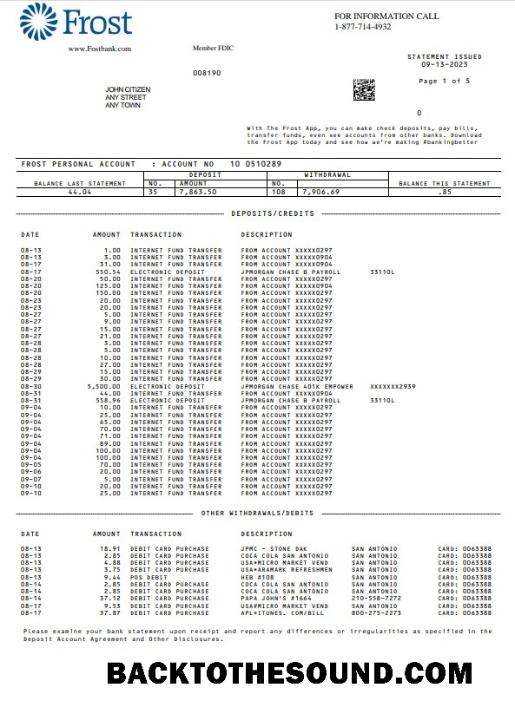 Frost
www.Fostbank.com
Member FDIC
FOR INFORMATION CALL
1-877-714-4932
008190
STATEMENT ISSUED
09-13-2023
Page 1 of 5
JOHN CITIZEN
ANY STREET
ANY TOWN
0
With The Frost App, you can make check deposits, pay bills,
transfer funds, even see accounts from other banks. Download
the Frost App today and see how we're making #bankingbetter
FROST PERSONAL ACCOUNT : ACCOUNT NO 10 0510289
DEPOSIT WITHDRAWAL
BALANCE LAST STATEMENT NO. AMOUNT NO. BALANCE THIS STATEMENT
44.04 35 7,863.50 108 7,906.69 .85
DEPOSITS/CREDITS
DATE AMOUNT TRANSACTION DESCRIPTION
08-13 1.00 INTERNET FUND TRANSFER FROM ACCOUNT XXXXX0297
08-13 3.00 INTERNET FUND TRANSFER FROM ACCOUNT XXXXX0904
08-17 31.00 INTERNET FUND TRANSFER FROM ACCOUNT XXXXX0904
08-17 550.54 ELECTRONIC DEPOSIT JPMORGAN CHASE B PAYROLL 53110L
08-20 50.00 INTERNET FUND TRANSFER FROM ACCOUNT XXXXX0297
08-20 125.00 INTERNET FUND TRANSFER FROM ACCOUNT XXXXX0904
08-20 150.00 INTERNET FUND TRANSFER FROM ACCOUNT XXXXX0297
08-23 20.00 INTERNET FUND TRANSFER FROM ACCOUNT XXXXX0297
08-23 20.00 INTERNET FUND TRANSFER FROM ACCOUNT XXXXX0297
08-27 5.00 INTERNET FUND TRANSFER FROM ACCOUNT XXXXX0297
08-27 9.00 INTERNET FUND TRANSFER FROM ACCOUNT XXXXX0297
08-27 15.00 INTERNET FUND TRANSFER FROM ACCOUNT XXXXX0297
08-27 21.00 INTERNET FUND TRANSFER FROM ACCOUNT XXXXX0297
08-28 3.00 INTERNET FUND TRANSFER FROM ACCOUNT XXXXX0297
08-28 5.00 INTERNET FUND TRANSFER FROM ACCOUNT XXXXX0297
08-28 10.00 INTERNET FUND TRANSFER FROM ACCOUNT XXXXX0297
08-28 27.00 INTERNET FUND TRANSFER FROM ACCOUNT XXXXX0297
08-29 15.00 INTERNET FUND TRANSFER FROM ACCOUNT XXXXX0297
08-29 30.00 INTERNET FUND TRANSFER FROM ACCOUNT XXXXX0297
08-30 5,500.00 ELECTRONIC DEPOSIT JPMORGAN CHASE 401K EMPOWER XXXXXXX2939
08-31 44.00 INTERNET FUND TRANSFER FROM ACCOUNT XXXXX0904
08-31 558.96 ELECTRONIC DEPOSIT JPMORGAN CHASE B PAYROLL 53110L
09-04 10.00 INTERNET FUND TRANSFER FROM ACCOUNT XXXXX0297
09-04 25.00 INTERNET FUND TRANSFER FROM ACCOUNT XXXXX0297
09-04 65.00 INTERNET FUND TRANSFER FROM ACCOUNT XXXXX0297
09-04 70.00 INTERNET FUND TRANSFER FROM ACCOUNT XXXXX0297
09-04 71.00 INTERNET FUND TRANSFER FROM ACCOUNT XXXXX0297
09-04 89.00 INTERNET FUND TRANSFER FROM ACCOUNT XXXXX0297
09-04 100.00 INTERNET FUND TRANSFER FROM ACCOUNT XXXXX0297
09-04 100.00 INTERNET FUND TRANSFER FROM ACCOUNT XXXXX0297
09-05 70.00 INTERNET FUND TRANSFER FROM ACCOUNT XXXXX0297
09-06 20.00 INTERNET FUND TRANSFER FROM ACCOUNT XXXXX0297
09-07 5.00 INTERNET FUND TRANSFER FROM ACCOUNT XXXXX0297
09-10 20.00 INTERNET FUND TRANSFER FROM ACCOUNT XXXXX0297
09-10 25.00 INTERNET FUND TRANSFER FROM ACCOUNT XXXXX0297
OTHER WITHDRAWALS/DEBITS
DATE AMOUNT TRANSACTION DESCRIPTION
08-13 18.91 DEBIT CARD PURCHASE JPMC - STONE OAK SAN ANTONIO CARD: 0063388
08-13 2.85 DEBIT CARD PURCHASE COCA COLA SAN ANTONIO SAN ANTONIO CARD: 0063388
08-13 4.88 DEBIT CARD PURCHASE USA*MICRO MARKET VEND SAN ANTONIO CARD: 0063388
08-13 3.75 DEBIT CARD PURCHASE USA*ARAMARK REFRESHMEN SAN ANTONIO CARD: 0063388
08-13 9.44 POS DEBIT HEB #108 SAN ANTONIO CARD: 0063388
08-14 2.85 DEBIT CARD PURCHASE COCA COLA SAN ANTONIO SAN ANTONIO CARD: 0063388
08-14 2.85 DEBIT CARD PURCHASE COCA COLA SAN ANTONIO SAN ANTONIO CARD: 0063388
08-14 37.12 DEBIT CARD PURCHASE PAPA JOHN'S #1664 210-558-7272 CARD: 0063388
08-17 9.53 DEBIT CARD PURCHASE USA*MICRO MARKET VEND SAN ANTONIO CARD: 0063388
08-17 37.87 DEBIT CARD PURCHASE APL*ITUNES. COM/BILL 800-275-2273 CARD: 0063388
Please examine your bank statement upon receipt and report any differences or irregularities as specified in the
Deposit Account Agreement and Other Disclosures.
BACKTOTHESOUND.COM